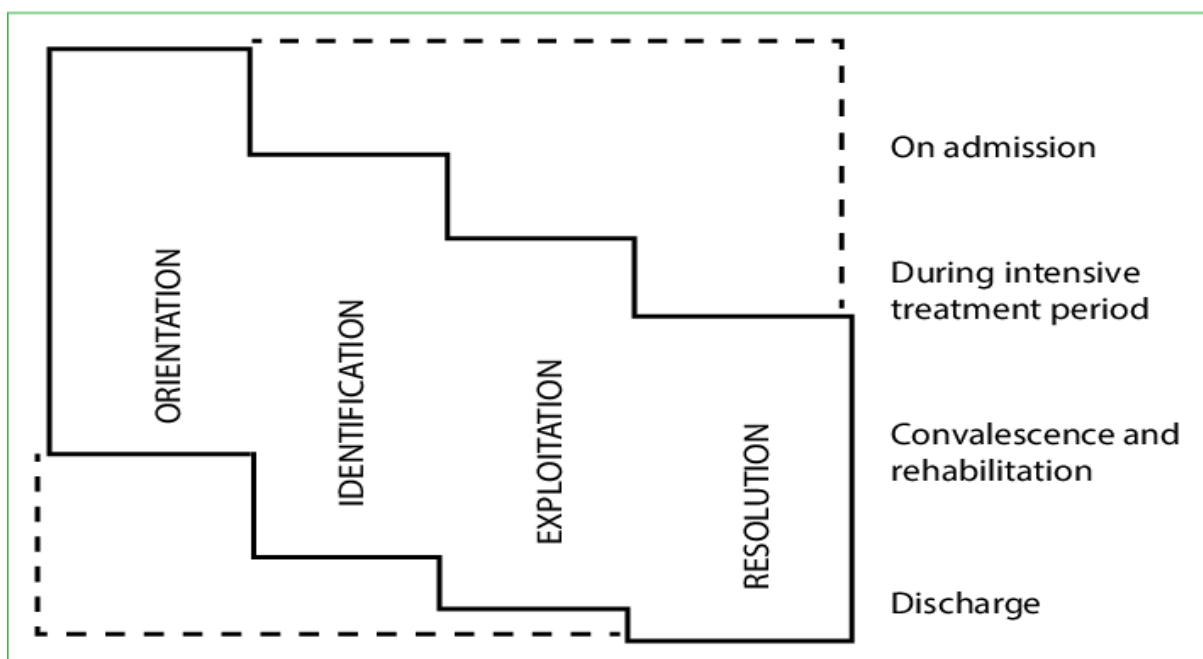 ORIENTATION
IDENTIFICATION
EXPLOITATION
RESOLUTION
On admission
During intensive
treatment period
Convalescence and
rehabilitation
Discharge